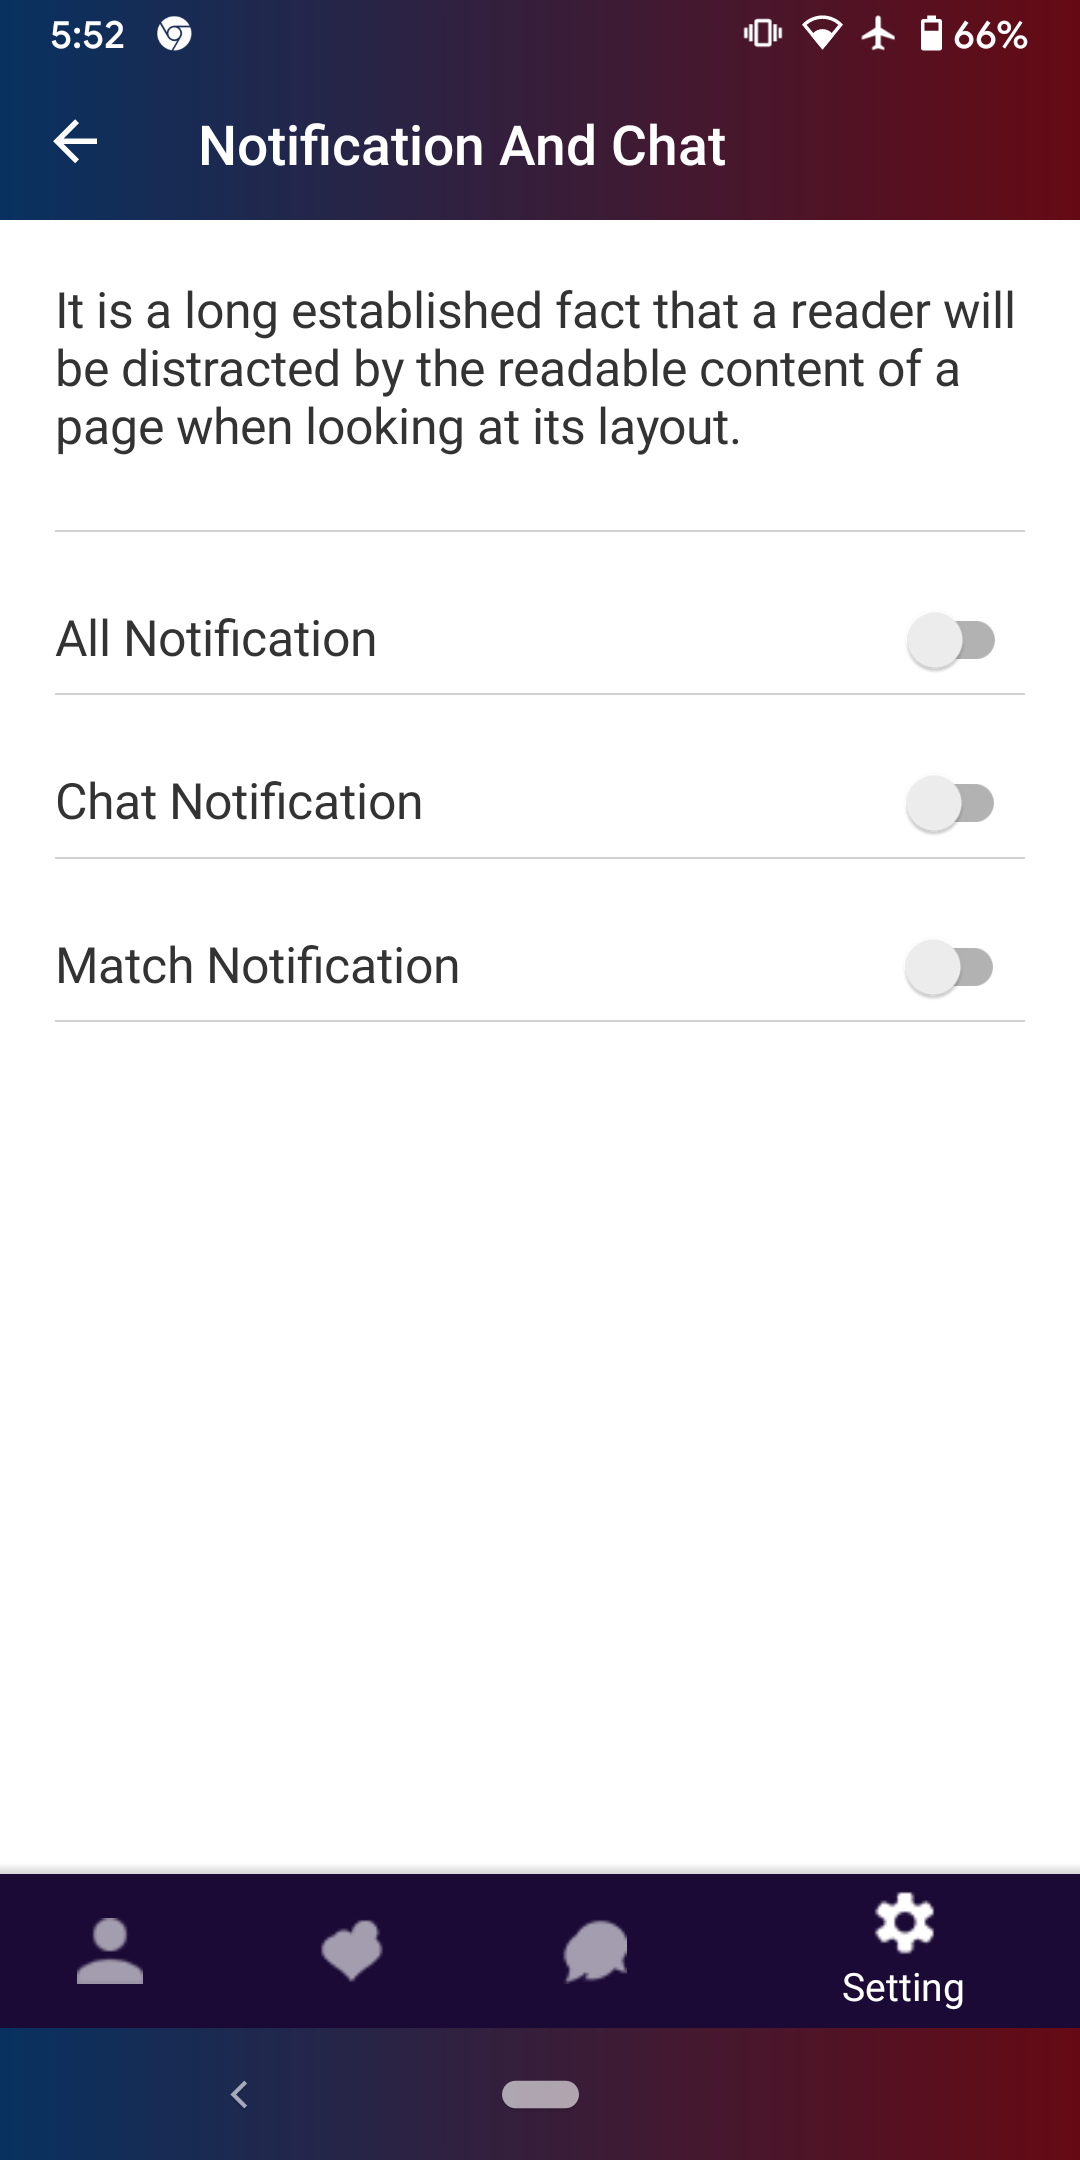 5:52
66%
Notification And Chat
It is a long established fact that a reader will
be distracted by the readable content of a
page when looking at its layout.
All Notification
Chat Notification
Match Notification
Setting